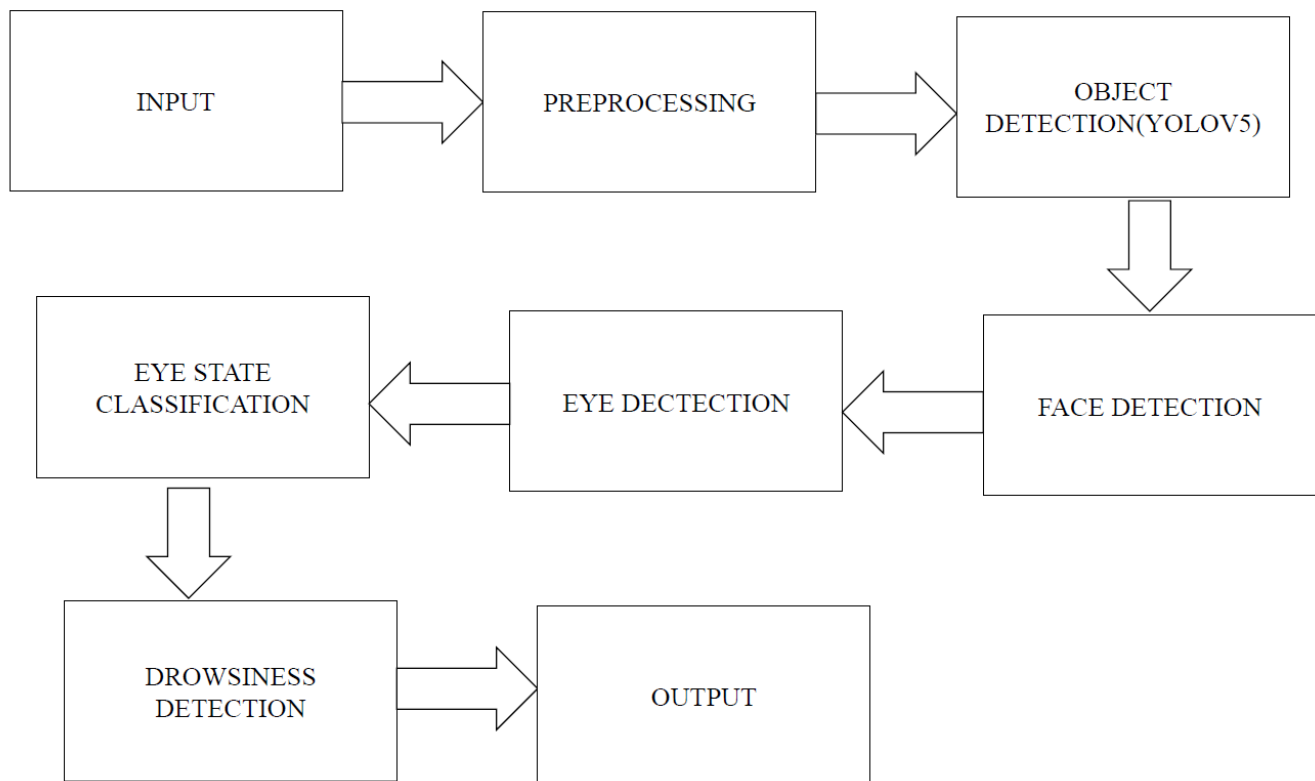 INPUT
PREPROCESSING
OBJECT
DETECTION(YOLOV5)
FACE DETECTION
EYE DECTECTION
EYE STATE
CLASSIFICATION
DROWSINESS
DETECTION
OUTPUT